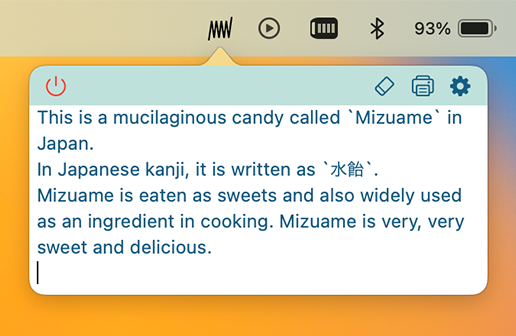 93%
This is a mucilaginous candy called `Mizuame` in
Japan.
In Japanese kanji, it is written as `水飴`.
Mizuame is eaten as sweets and also widely used
as an ingredient in cooking. Mizuame is very, very
sweet and delicious.